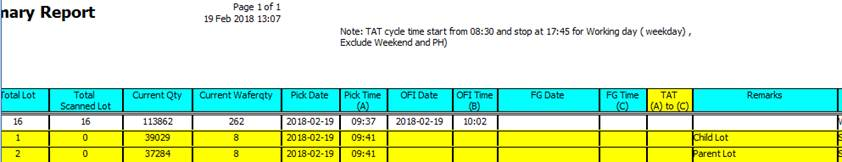 mary Report
Page 1 of 1
19 Feb 2018 13:07
Note: TAT cycle time start from 08:30 and stop at 17:45 for Working day ( weekday) ,
Exclude Weekend and PH)
Total Lot Total Scanned Lot Current Qty Current Waferqty Pick Date Pick Time (A) OFI Date OFI Time (B) FG Date FG Time (C) TAT (A) to (C) Remarks
16 16 113862 262 2018-02-19 09:37 2018-02-19 10:02
1 0 39029 8 2018-02-19 09:41 Child Lot
2 0 37284 8 2018-02-19 09:41 Parent Lot